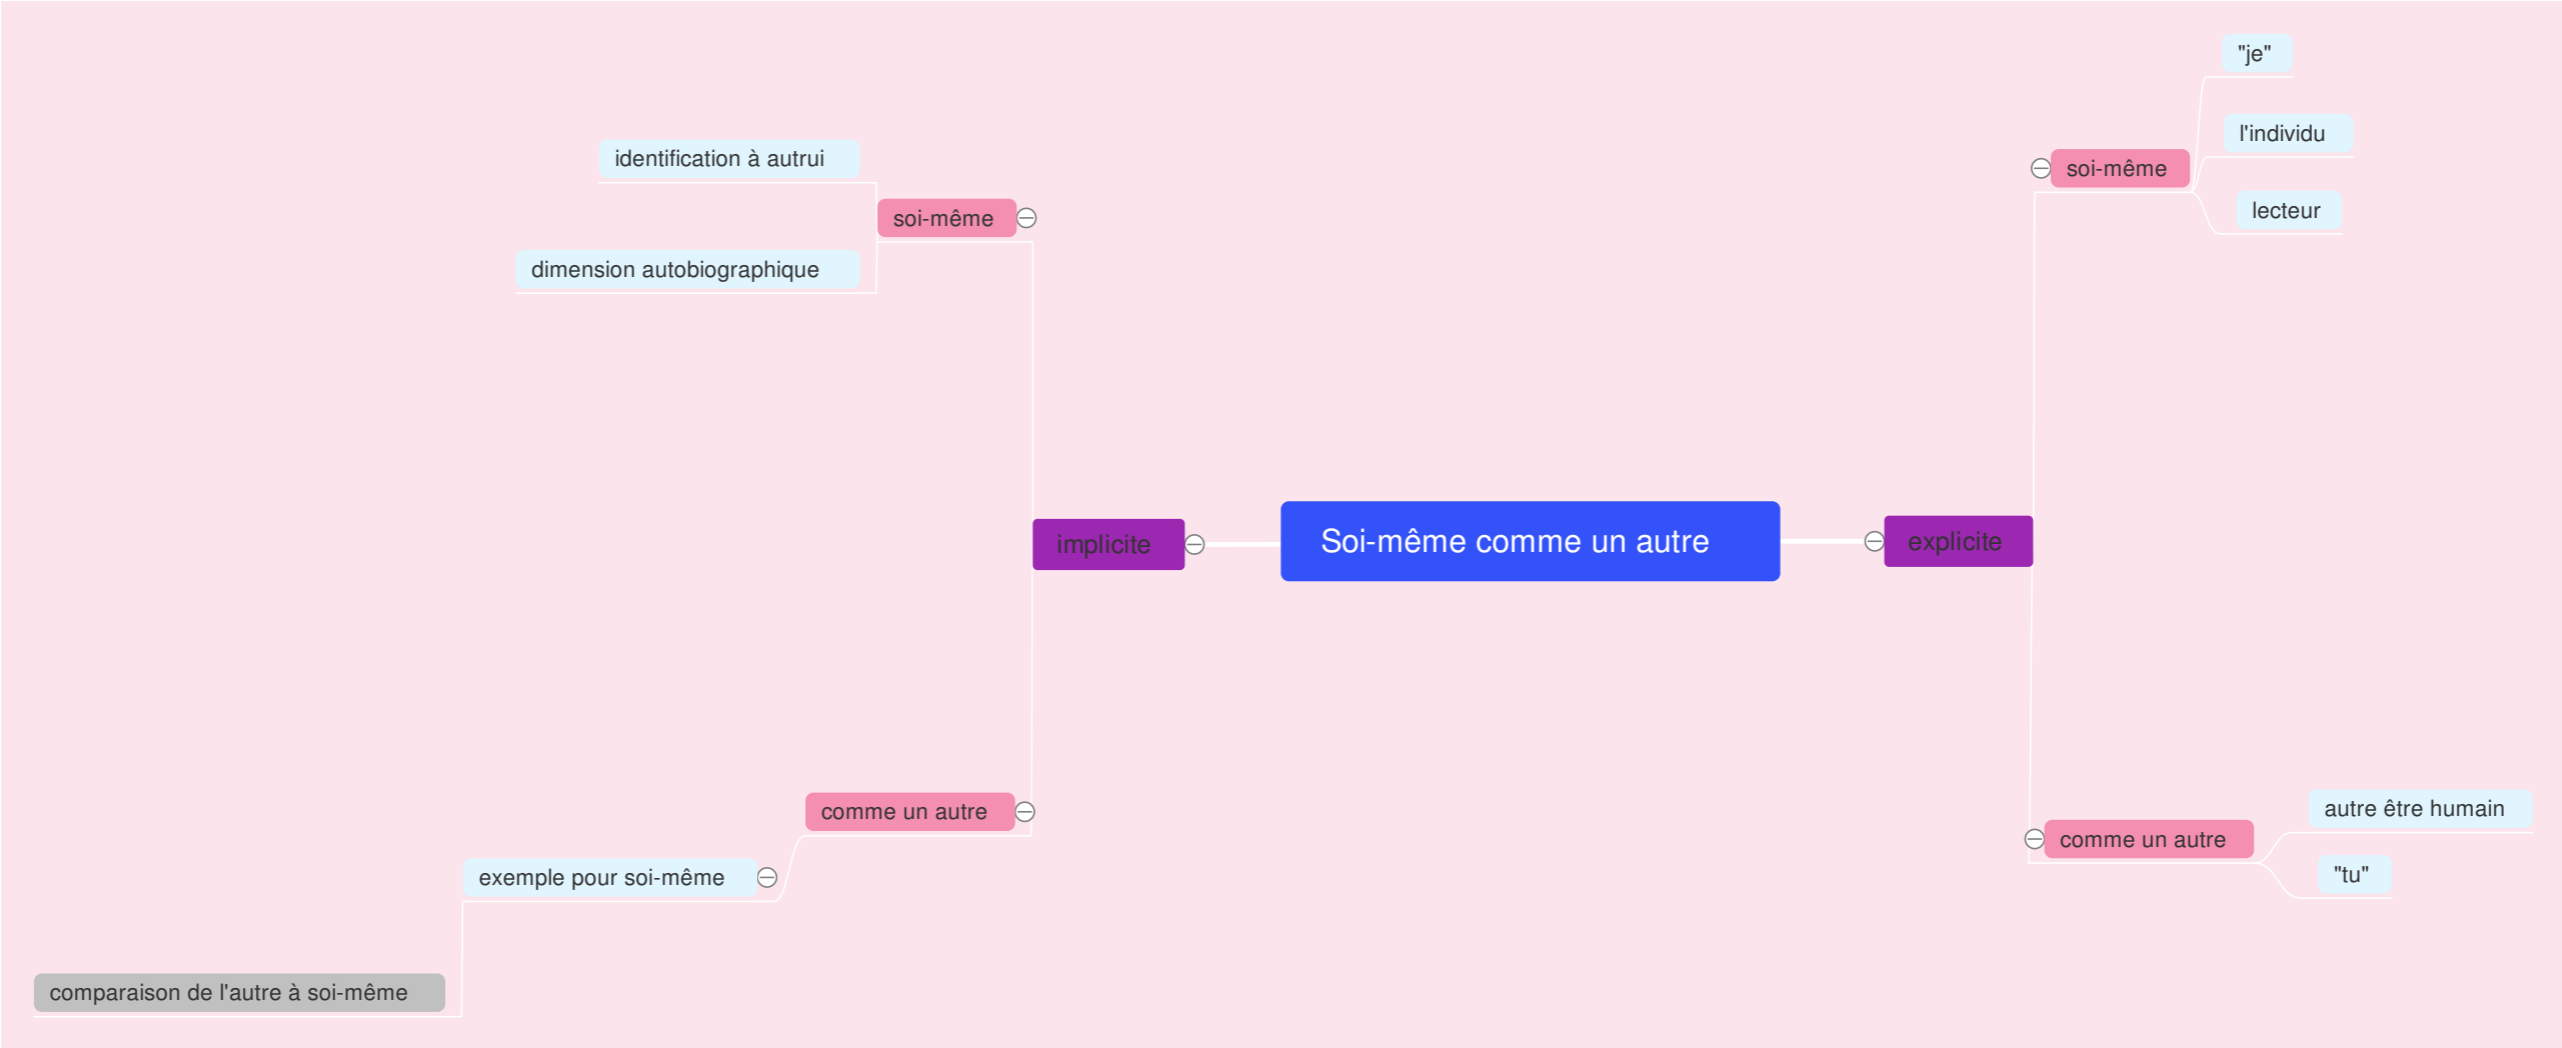 Soi-même comme un autre
implicite
soi-même
identification à autrui
dimension autobiographique
comme un autre
exemple pour soi-même
comparaison de l'autre à soi-même
explicite
soi-même
"je"
l'individu
lecteur
comme un autre
autre être humain
"tu"